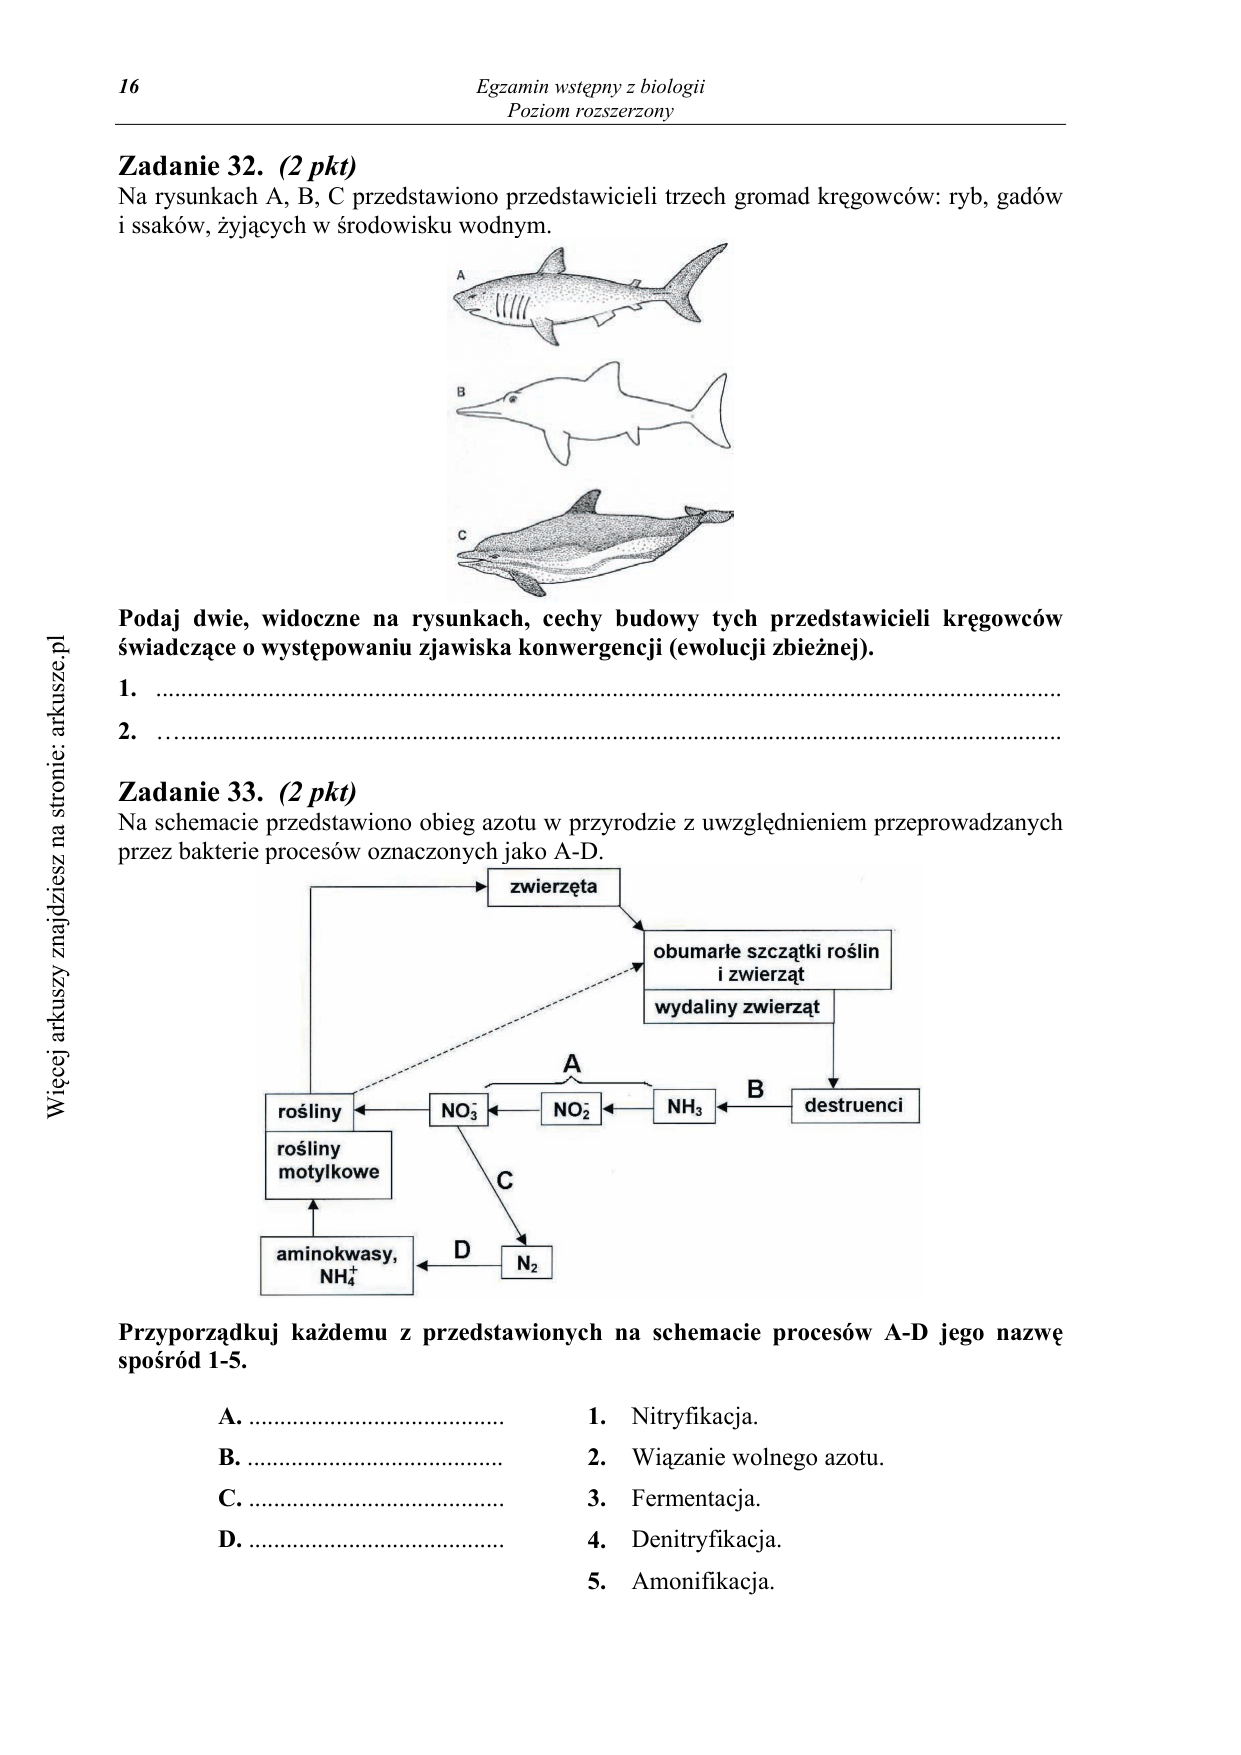 16
Egzamin wstępny z biologii
Poziom rozszerzony
Zadanie 32. (2 pkt)
Na rysunkach A, B, C przedstawiono przedstawicieli trzech gromad kręgowców: ryb, gadów
i ssaków, żyjących w środowisku wodnym.
A
B
C
Podaj dwie, widoczne na rysunkach, cechy budowy tych przedstawicieli kręgowców
świadczące o występowaniu zjawiska konwergencji (ewolucji zbieżnej).
1. ................................................................................................................................................
2. ................................................................................................................................................
Zadanie 33. (2 pkt)
Na schemacie przedstawiono obieg azotu w przyrodzie z uwzględnieniem przeprowadzanych
przez bakterie procesów oznaczonych jako A-D.
zwierzęta
obumarłe szczątki roślin
i zwierząt
wydaliny zwierząt
A
B
rośliny
NO₃⁻
NO₂⁻
NH₃
destruenci
rośliny
motylkowe
C
D
aminokwasy,
NH₄⁺
N₂
Przyporządkuj każdemu z przedstawionych na schemacie procesów A-D jego nazwę
spośród 1-5.
A. ......................................... 1. Nitryfikacja.
B. ......................................... 2. Wiązanie wolnego azotu.
C. ......................................... 3. Fermentacja.
D. ......................................... 4. Denitryfikacja.
5. Amonifikacja.
Więcej arkuszy znajdziesz na stronie: arkusze.pl